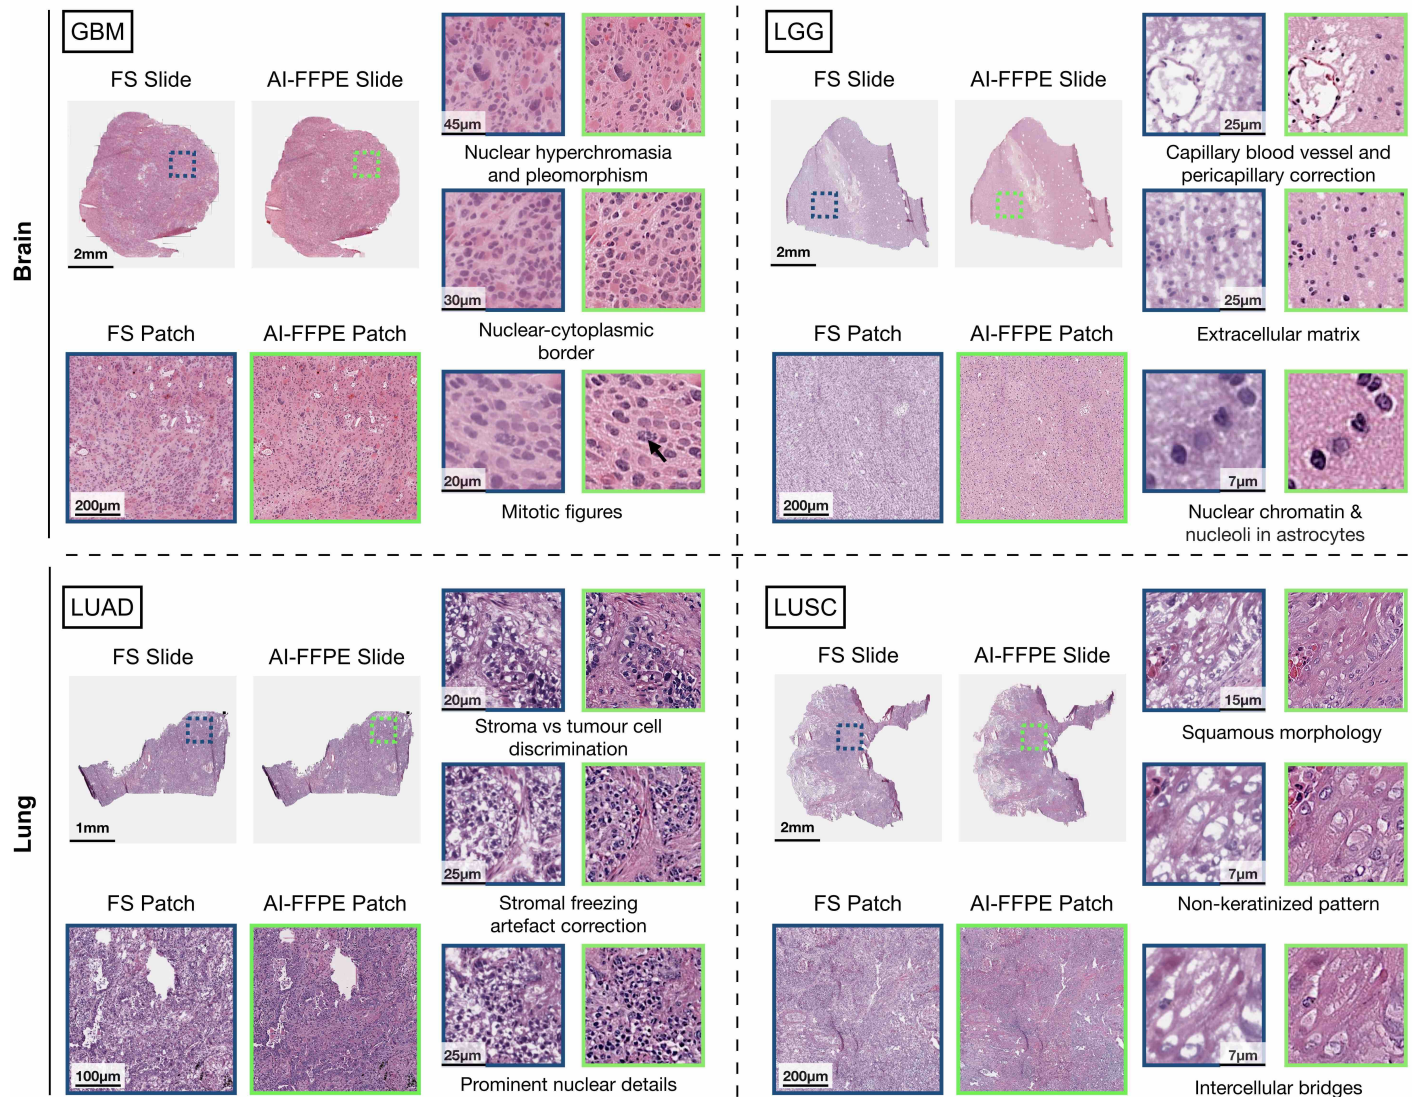 Brain
GBM
FS Slide
AI-FFPE Slide
2mm
FS Patch
AI-FFPE Patch
200µm
45µm
Nuclear hyperchromasia
and pleomorphism
30µm
Nuclear-cytoplasmic
border
20µm
Mitotic figures
LGG
FS Slide
AI-FFPE Slide
2mm
FS Patch
AI-FFPE Patch
200µm
25µm
Capillary blood vessel and
pericapillary correction
25µm
Extracellular matrix
7µm
Nuclear chromatin &
nucleoli in astrocytes
Lung
LUAD
FS Slide
AI-FFPE Slide
1mm
FS Patch
AI-FFPE Patch
100µm
20µm
Stroma vs tumour cell
discrimination
25µm
Stromal freezing
artefact correction
25µm
Prominent nuclear details
LUSC
FS Slide
AI-FFPE Slide
2mm
FS Patch
AI-FFPE Patch
200µm
15µm
Squamous morphology
7µm
Non-keratinized pattern
7µm
Intercellular bridges